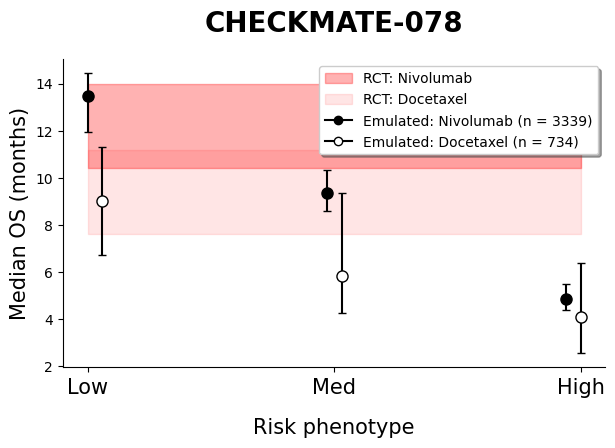 CHECKMATE-078
RCT: Nivolumab
RCT: Docetaxel
Emulated: Nivolumab (n = 3339)
Emulated: Docetaxel (n = 734)
Median OS (months)
14
12
10
8
6
4
2
Low
Med
High
Risk phenotype